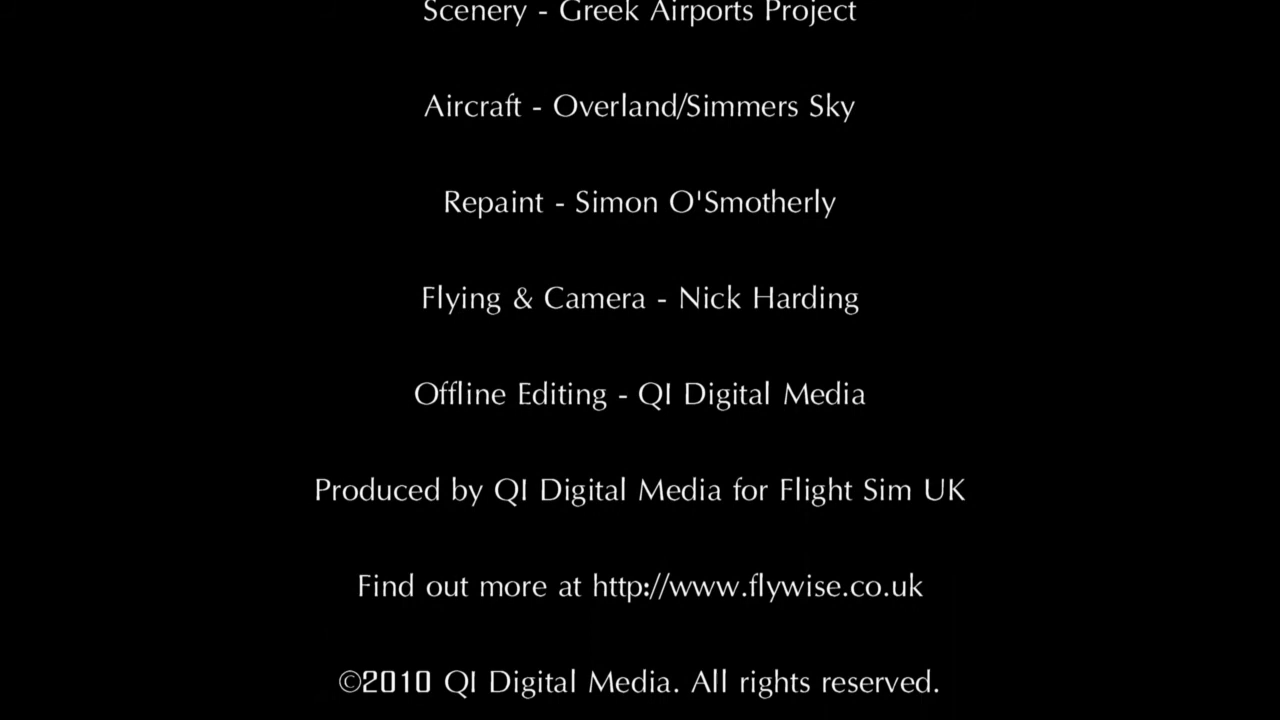 Scenery - Greek Airports Project
Aircraft - Overland/Simmers Sky
Repaint - Simon O'Smotherly
Flying & Camera - Nick Harding
Offline Editing - QI Digital Media
Produced by QI Digital Media for Flight Sim UK
Find out more at http://www.flywise.co.uk
©2010 QI Digital Media. All rights reserved.